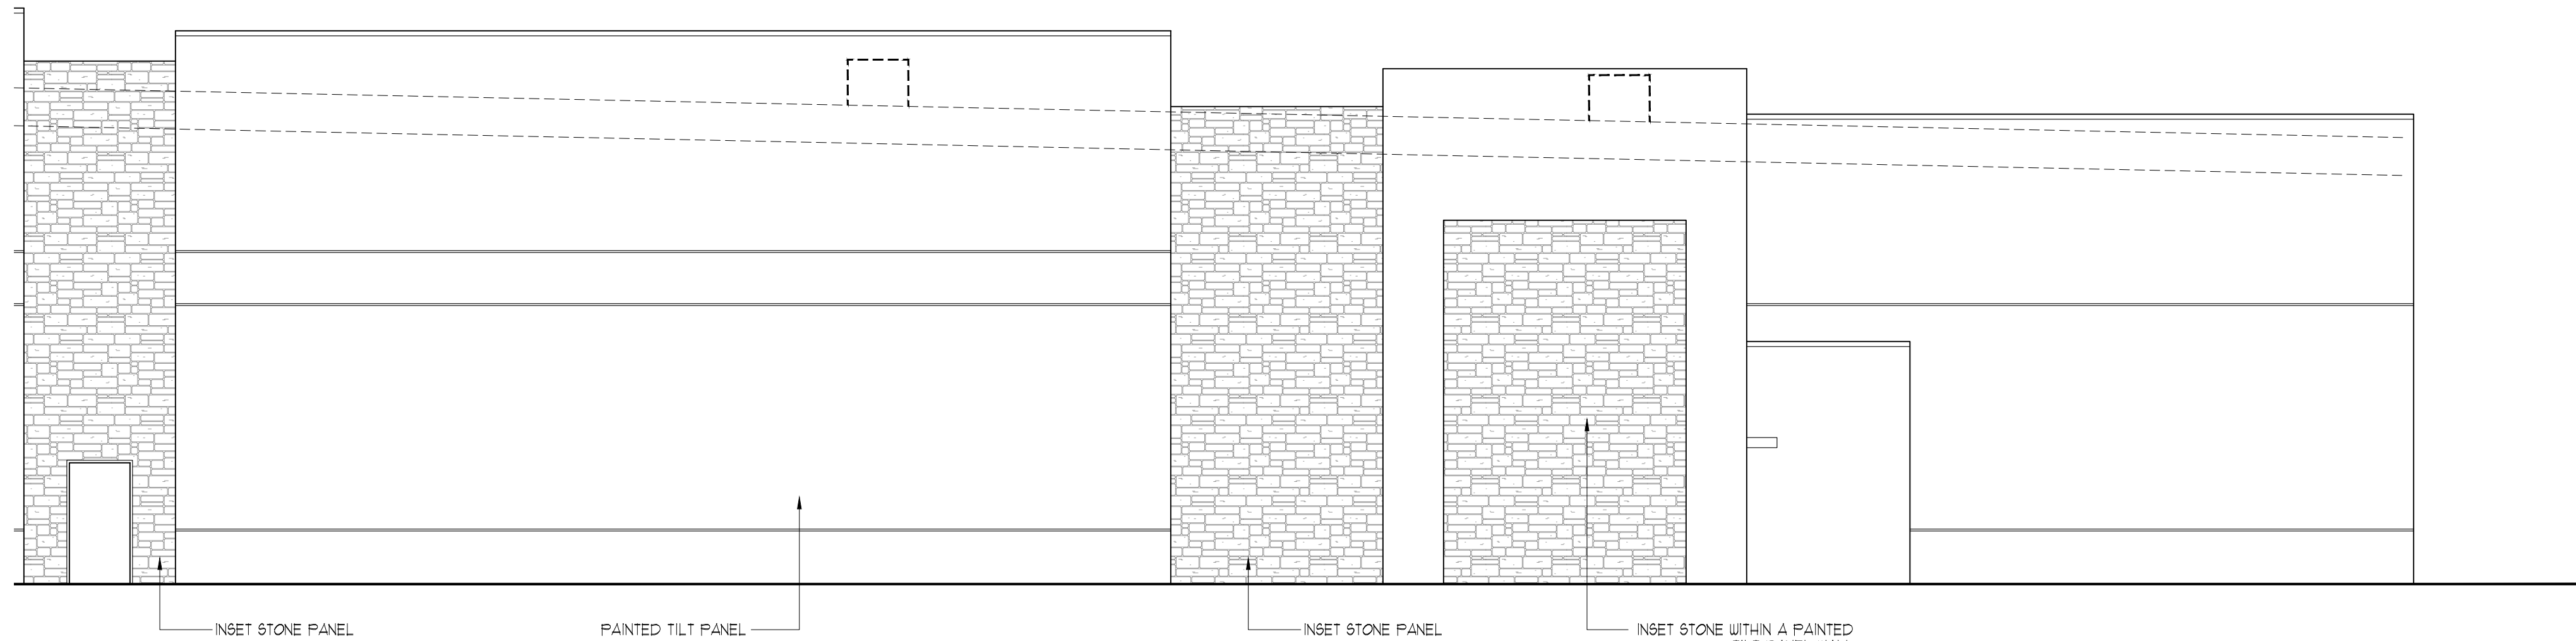 INSET STONE PANEL
PAINTED TILT PANEL
INSET STONE PANEL
INSET STONE WITHIN A PAINTED